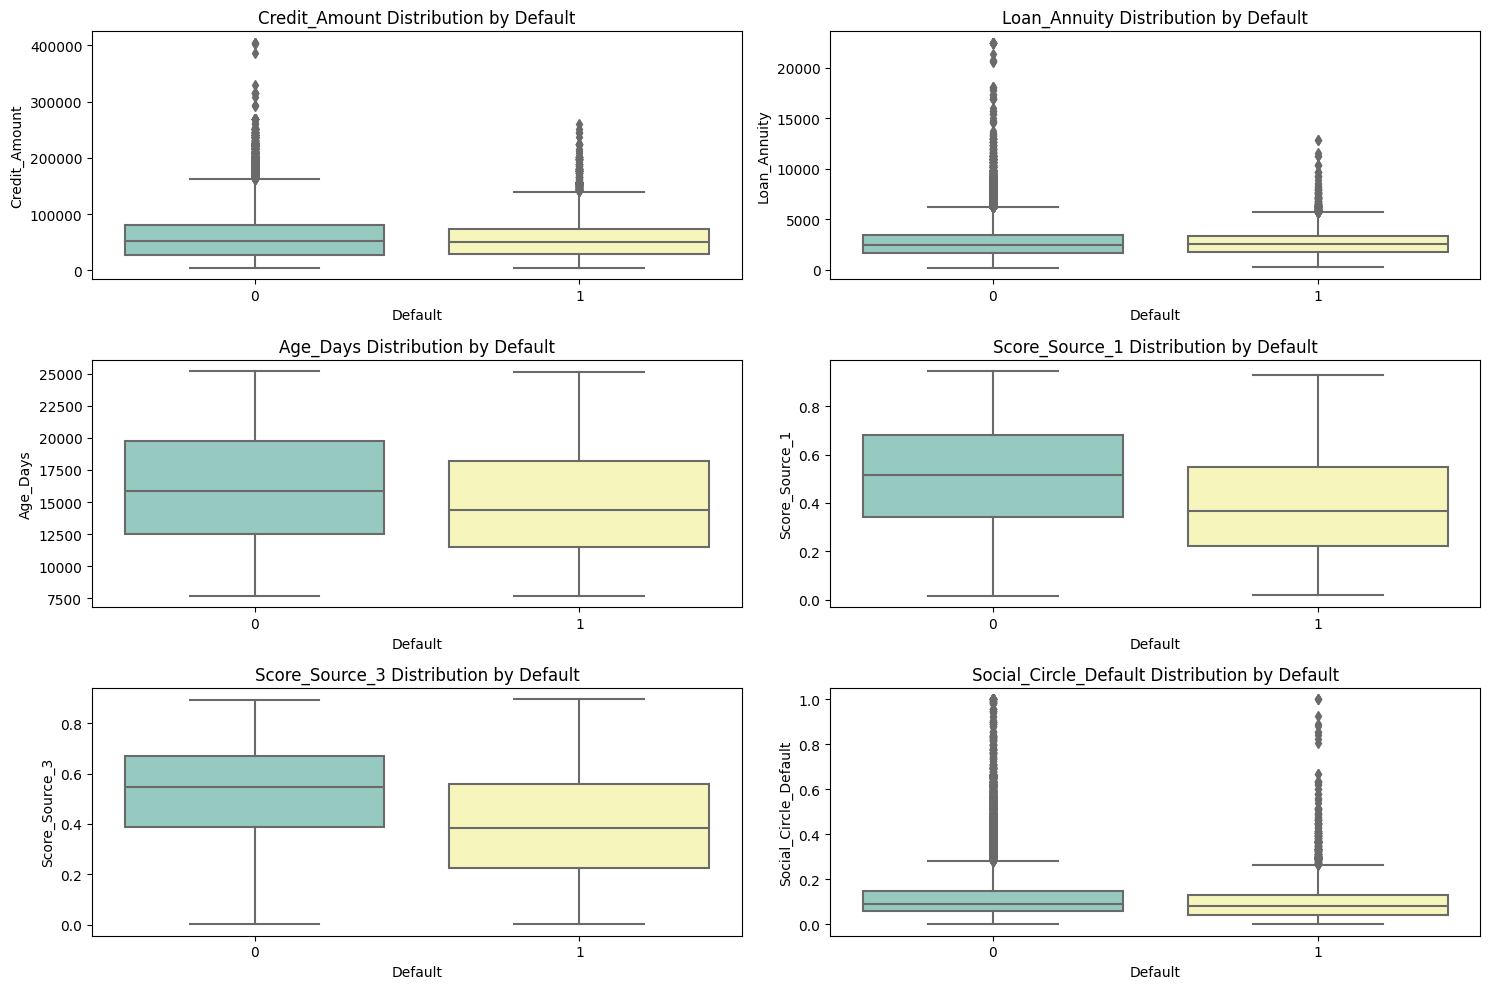 Credit_Amount Distribution by Default
Credit_Amount
400000
300000
200000
100000
0
0 1
Default
Loan_Annuity Distribution by Default
Loan_Annuity
20000
15000
10000
5000
0
0 1
Default
Age_Days Distribution by Default
Age_Days
25000
22500
20000
17500
15000
12500
10000
7500
0 1
Default
Score_Source_1 Distribution by Default
Score_Source_1
0.8
0.6
0.4
0.2
0.0
0 1
Default
Score_Source_3 Distribution by Default
Score_Source_3
0.8
0.6
0.4
0.2
0.0
0 1
Default
Social_Circle_Default Distribution by Default
Social_Circle_Default
1.0
0.8
0.6
0.4
0.2
0.0
0 1
Default